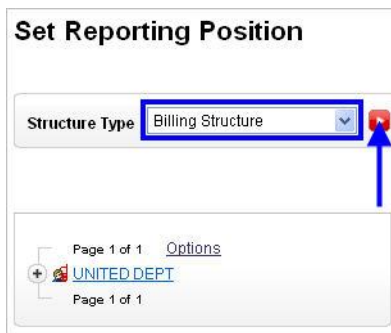 Set Reporting Position
Structure Type Billing Structure
Page 1 of 1 Options
UNITED DEPT
Page 1 of 1